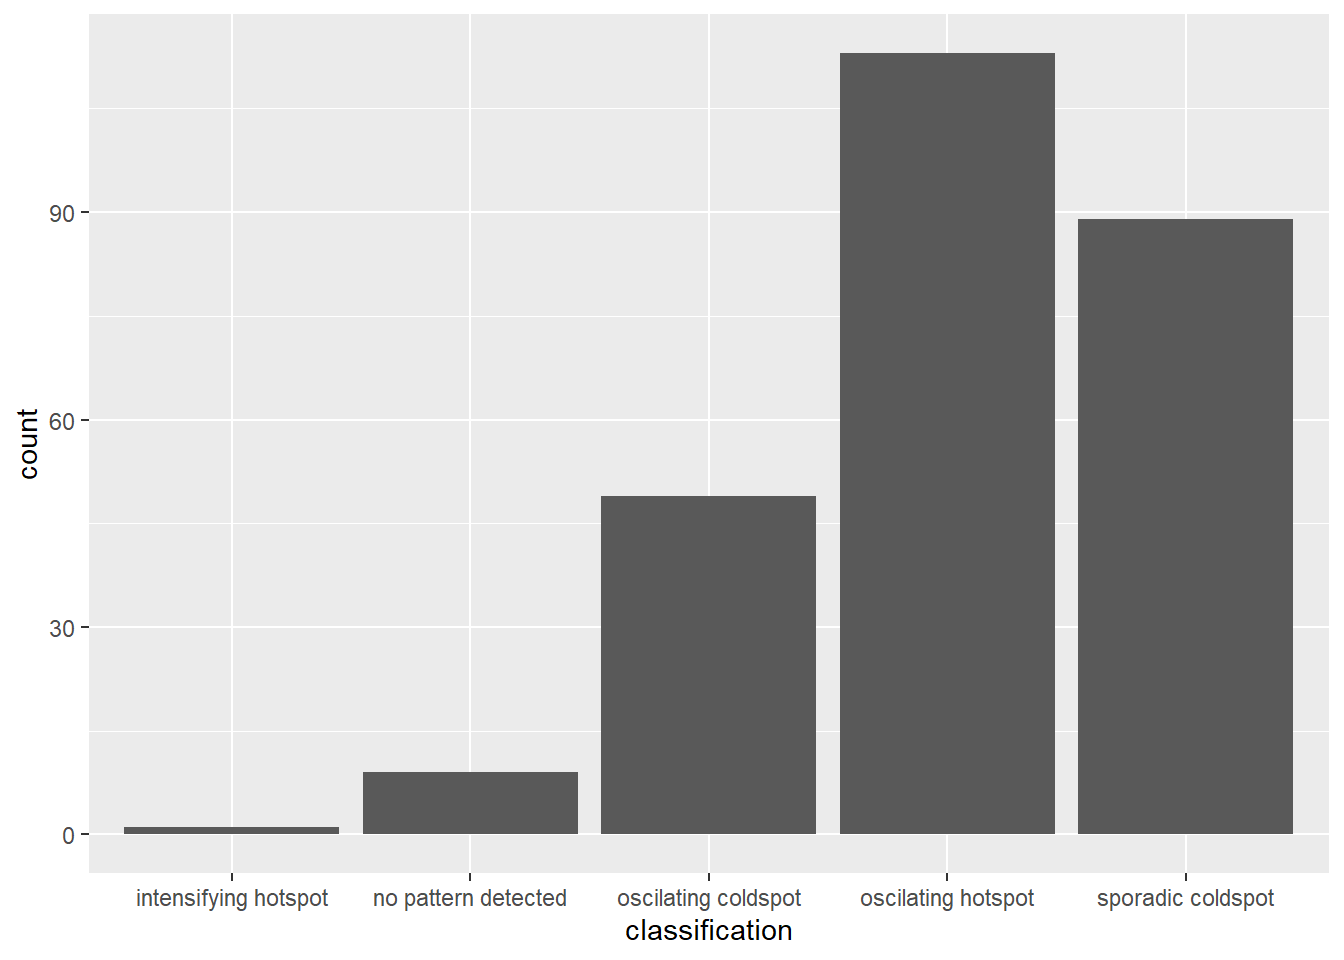 count
90
60
30
0
intensifying hotspot
no pattern detected
oscilating coldspot
oscilating hotspot
sporadic coldspot
classification